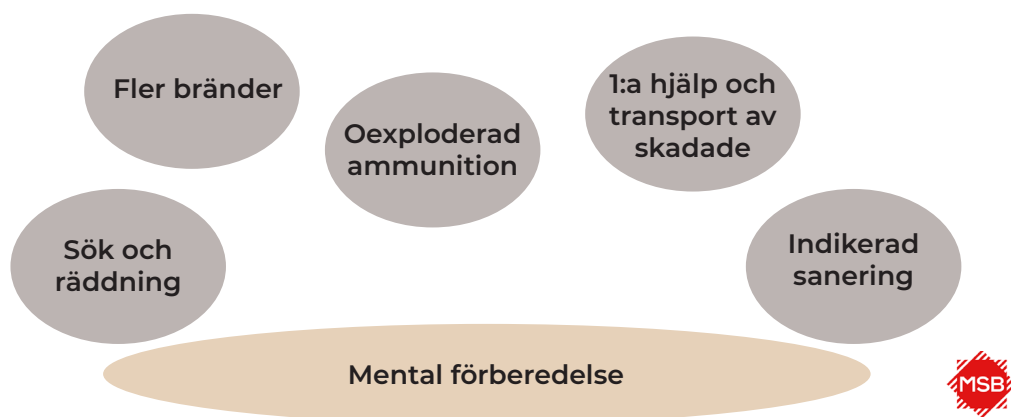 Fler bränder
Oexploderad
ammunition
1:a hjälp och
transport av
skadade
Sök och
räddning
Indikerad
sanering
Mental förberedelse
MSB